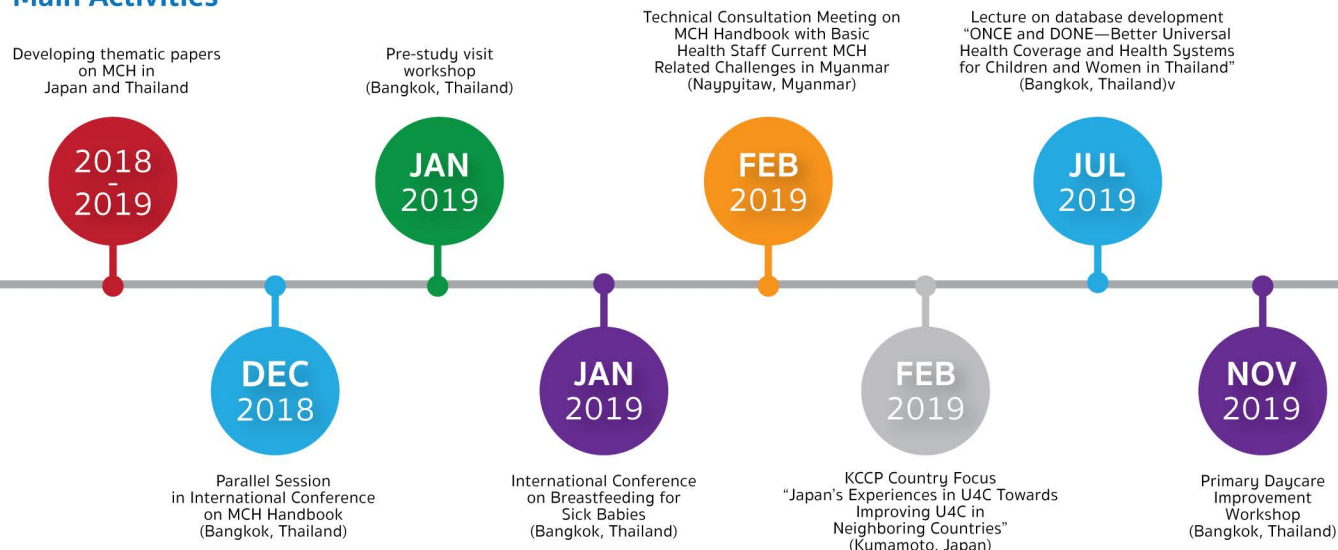 Main Activities
Developing thematic papers
on MCH in
Japan and Thailand
2018
-
2019
DEC
2018
Parallel Session
in International Conference
on MCH Handbook
(Bangkok, Thailand)
Pre-study visit
workshop
(Bangkok, Thailand)
JAN
2019
JAN
2019
International Conference
on Breastfeeding for
Sick Babies
(Bangkok, Thailand)
Technical Consultation Meeting on
MCH Handbook with Basic
Health Staff Current MCH
Related Challenges in Myanmar
(Naypyitaw, Myanmar)
FEB
2019
FEB
2019
KCCP Country Focus
“Japan's Experiences in U4C Towards
Improving U4C in
Neighboring Countries”
(Kumamoto, Japan)
Lecture on database development
“ONCE and DONE—Better Universal
Health Coverage and Health Systems
for Children and Women in Thailand”
(Bangkok, Thailand)v
JUL
2019
NOV
2019
Primary Daycare
Improvement
Workshop
(Bangkok, Thailand)